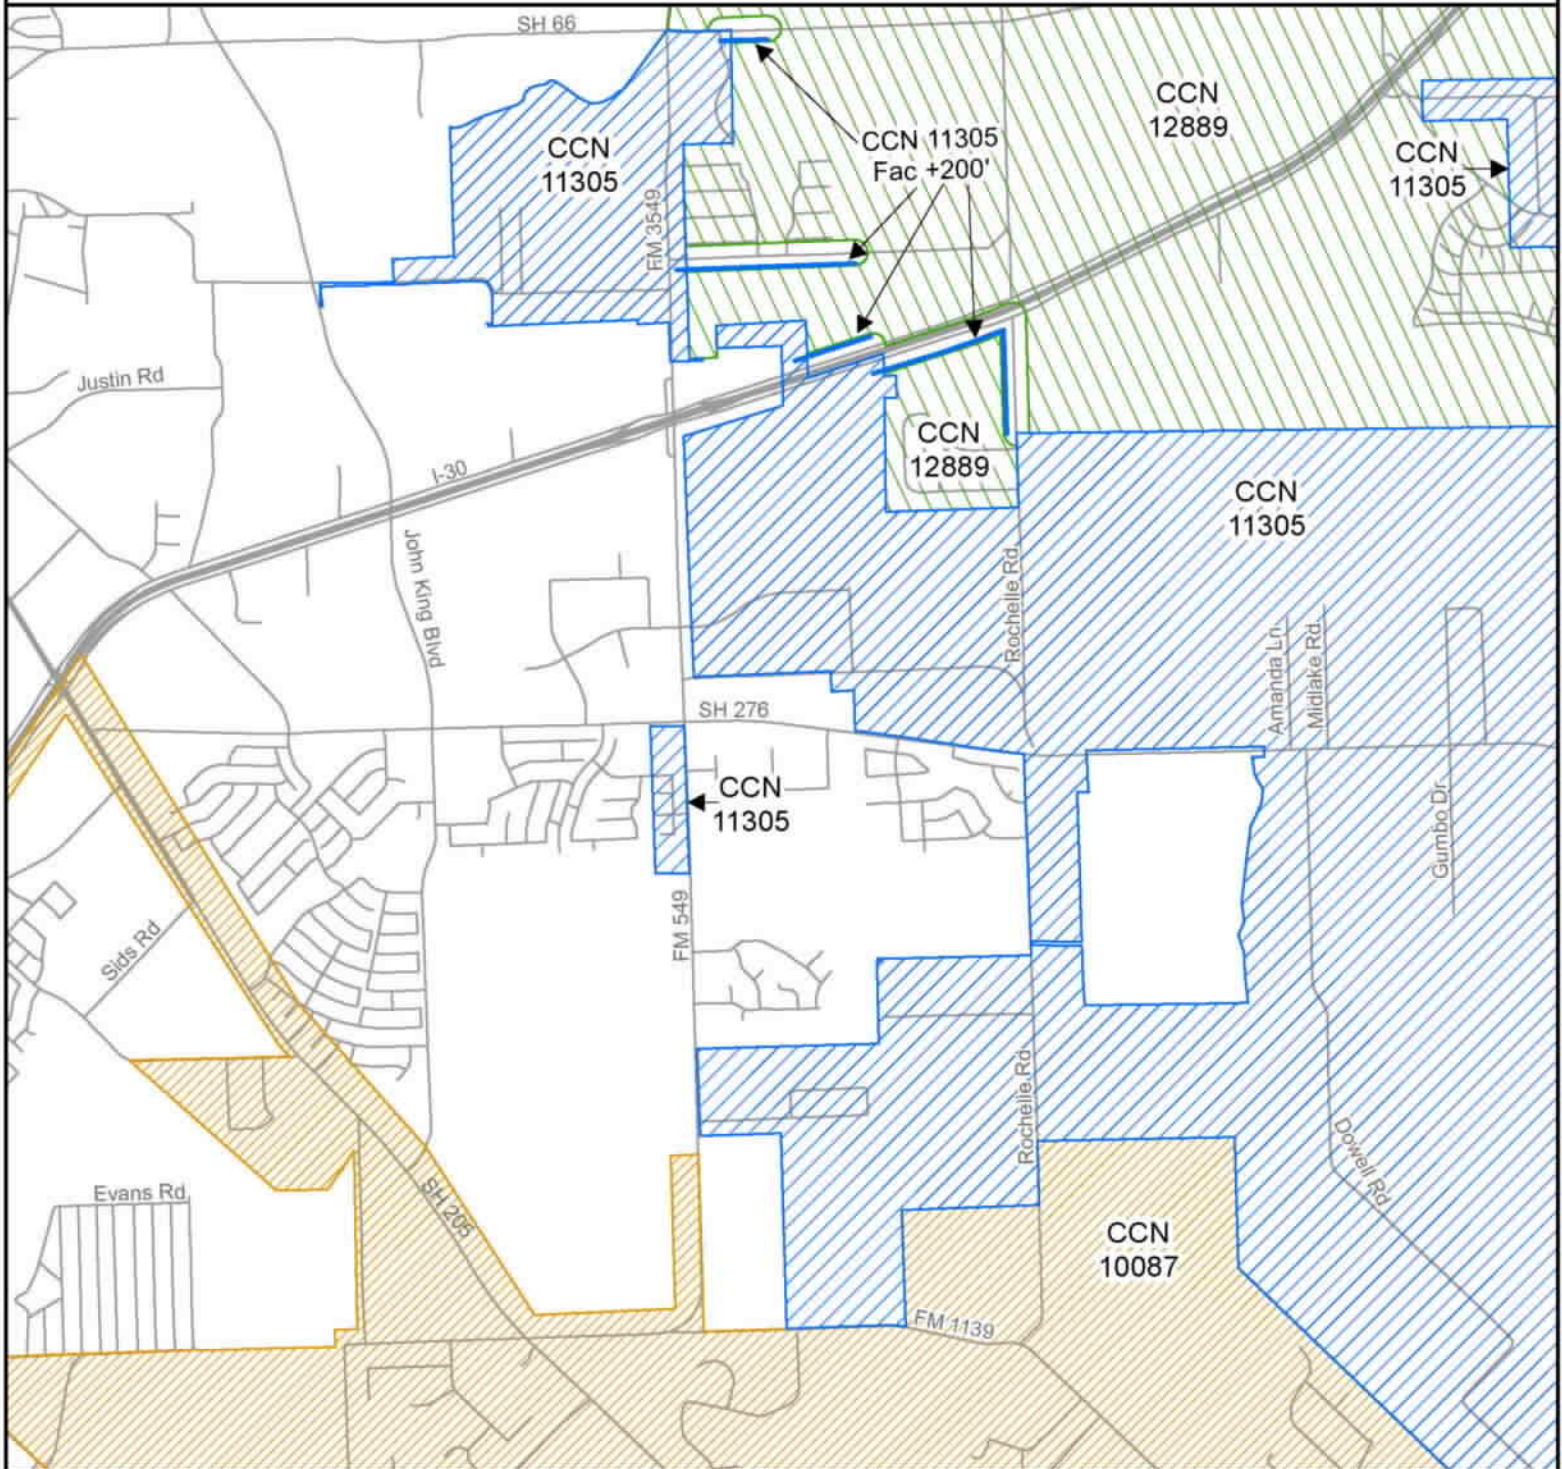 SH 66
CCN
12889
CCN 11305
Fac +200'
CCN
11305
CCN
11305
FM 3549
Justin Rd
I-30
CCN
12889
CCN
11305
John King Blvd
Rochelle Rd.
Amanda Ln.
Midlake Rd.
SH 276
CCN
11305
Gumbo Dr
FM 549
Sids Rd
Rochelle Rd
Dowell Rd
Evans Rd
SH 205
CCN
10087
FM 1139